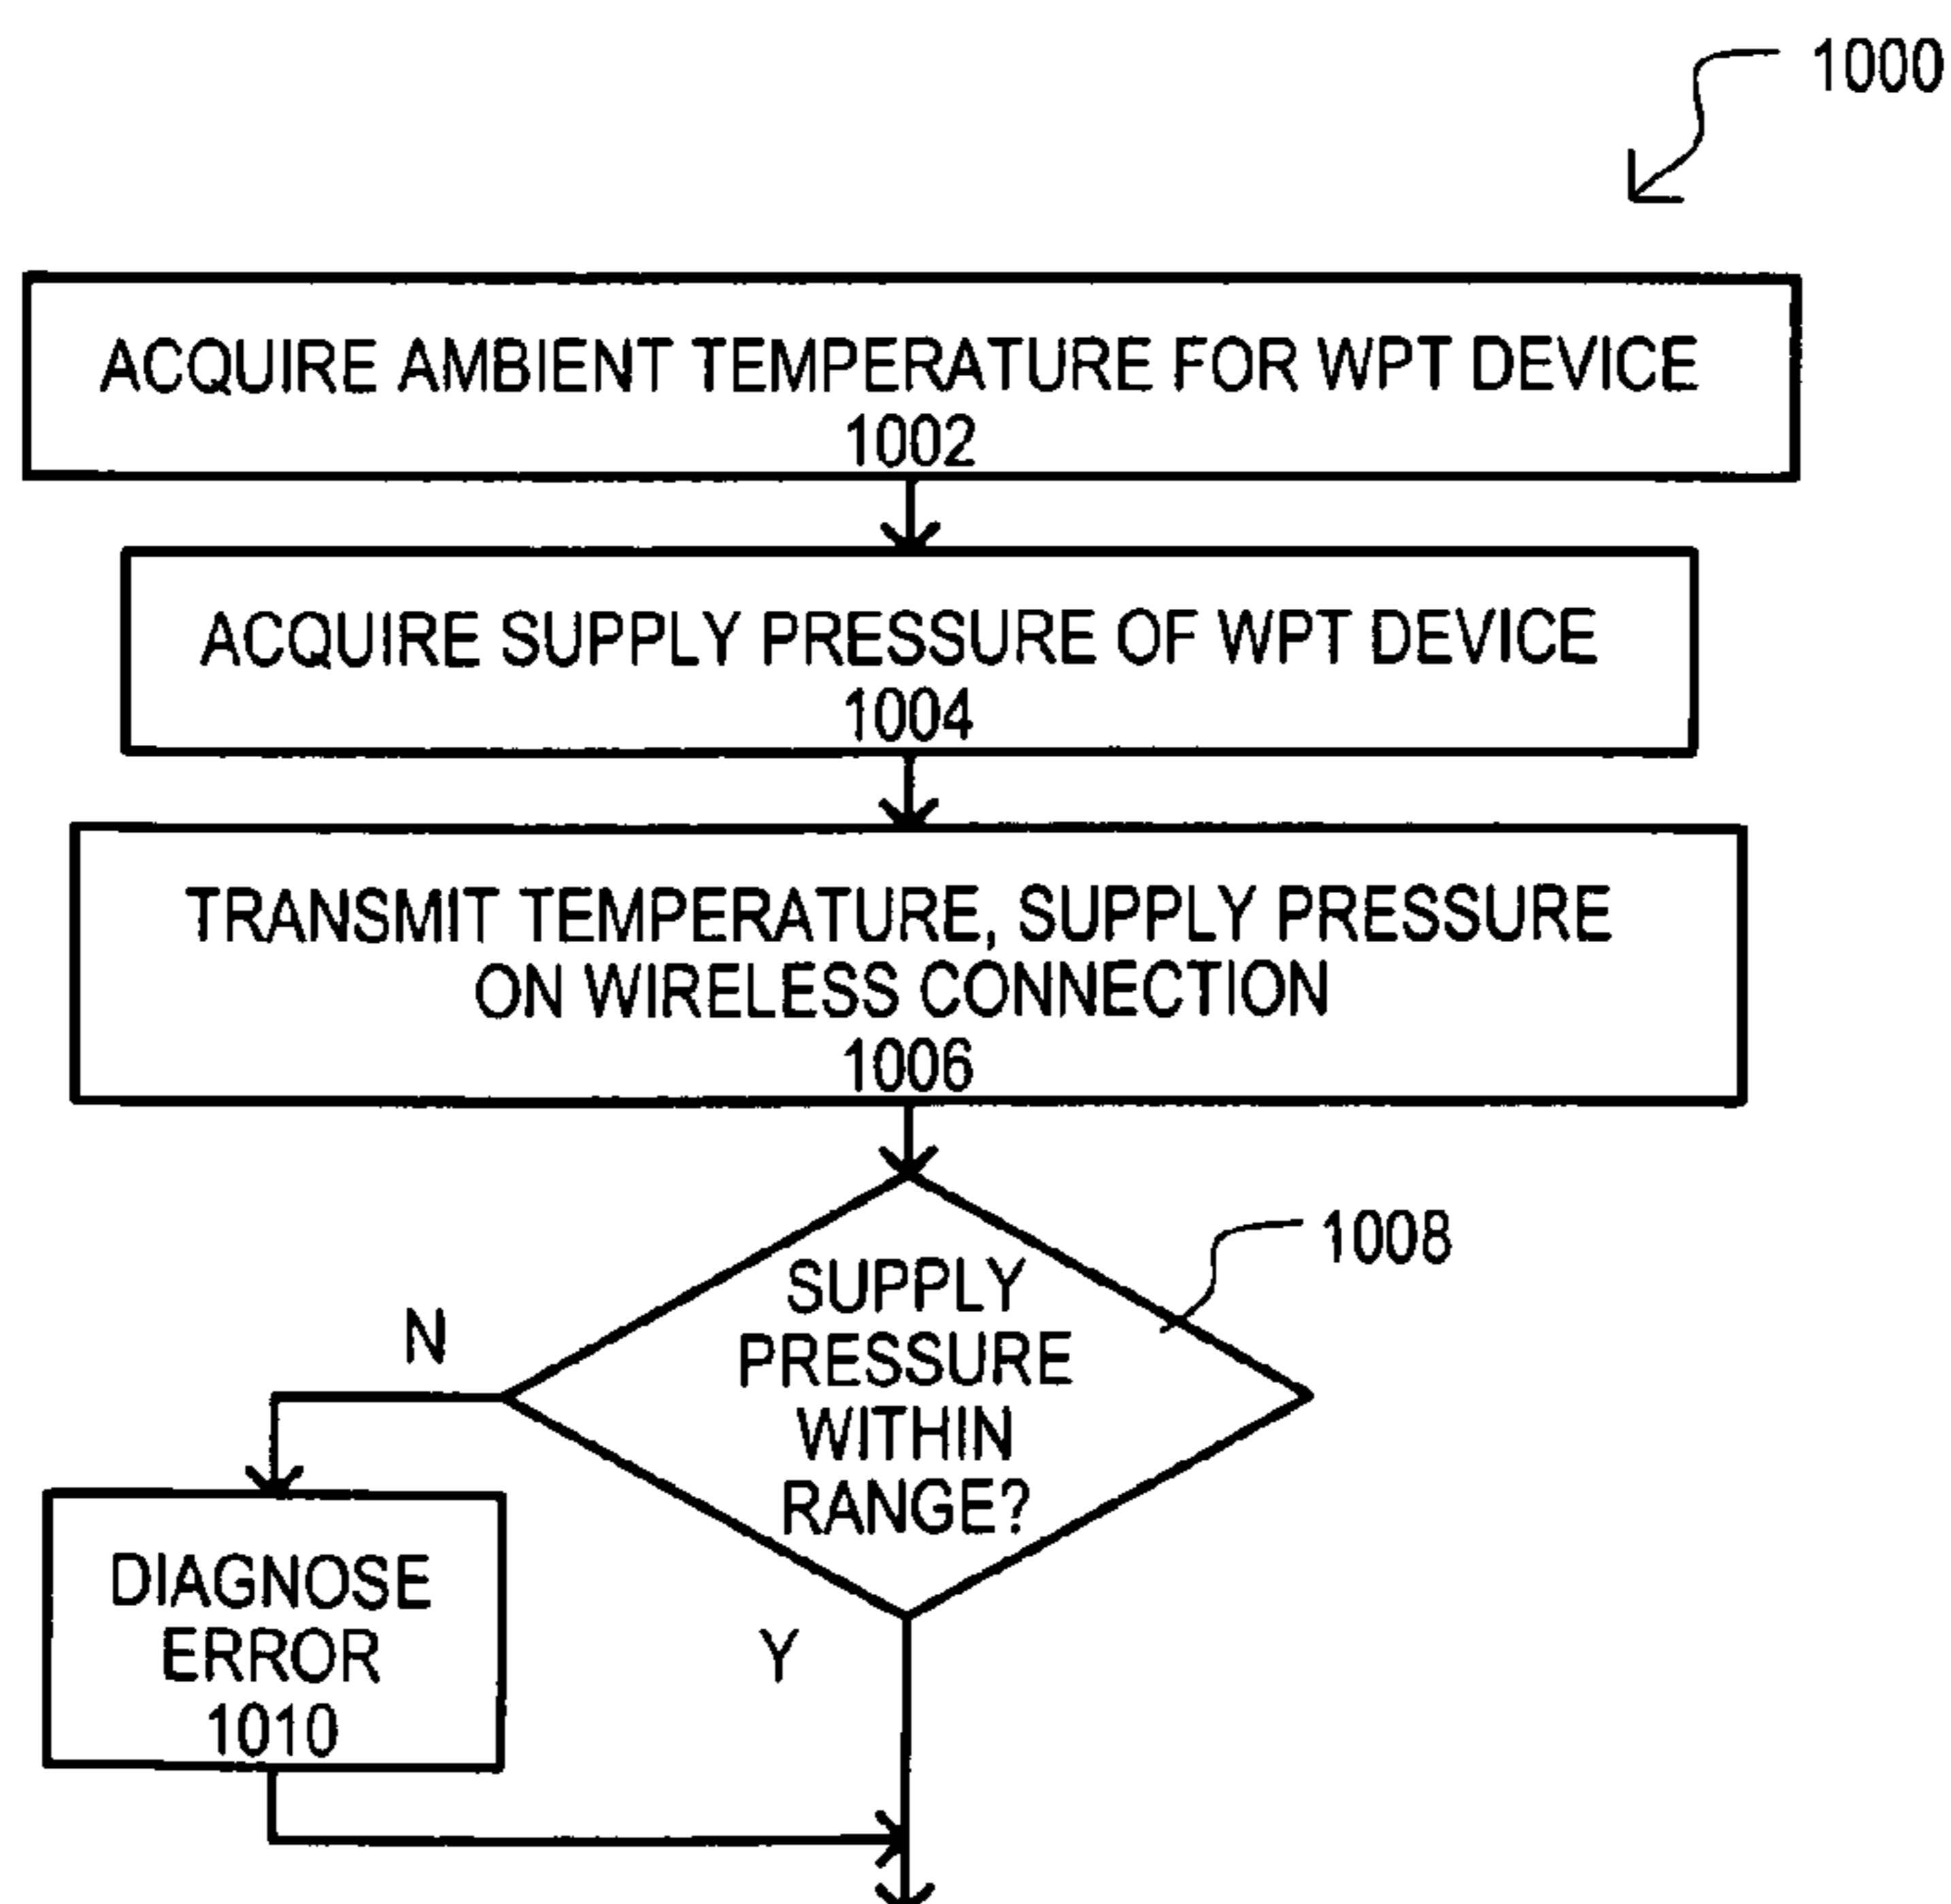 1000
ACQUIRE AMBIENT TEMPERATURE FOR WPT DEVICE
1002
ACQUIRE SUPPLY PRESSURE OF WPT DEVICE
1004
TRANSMIT TEMPERATURE, SUPPLY PRESSURE
ON WIRELESS CONNECTION
1006
1008
SUPPLY
PRESSURE
WITHIN
RANGE?
N
DIAGNOSE
ERROR
1010
Y